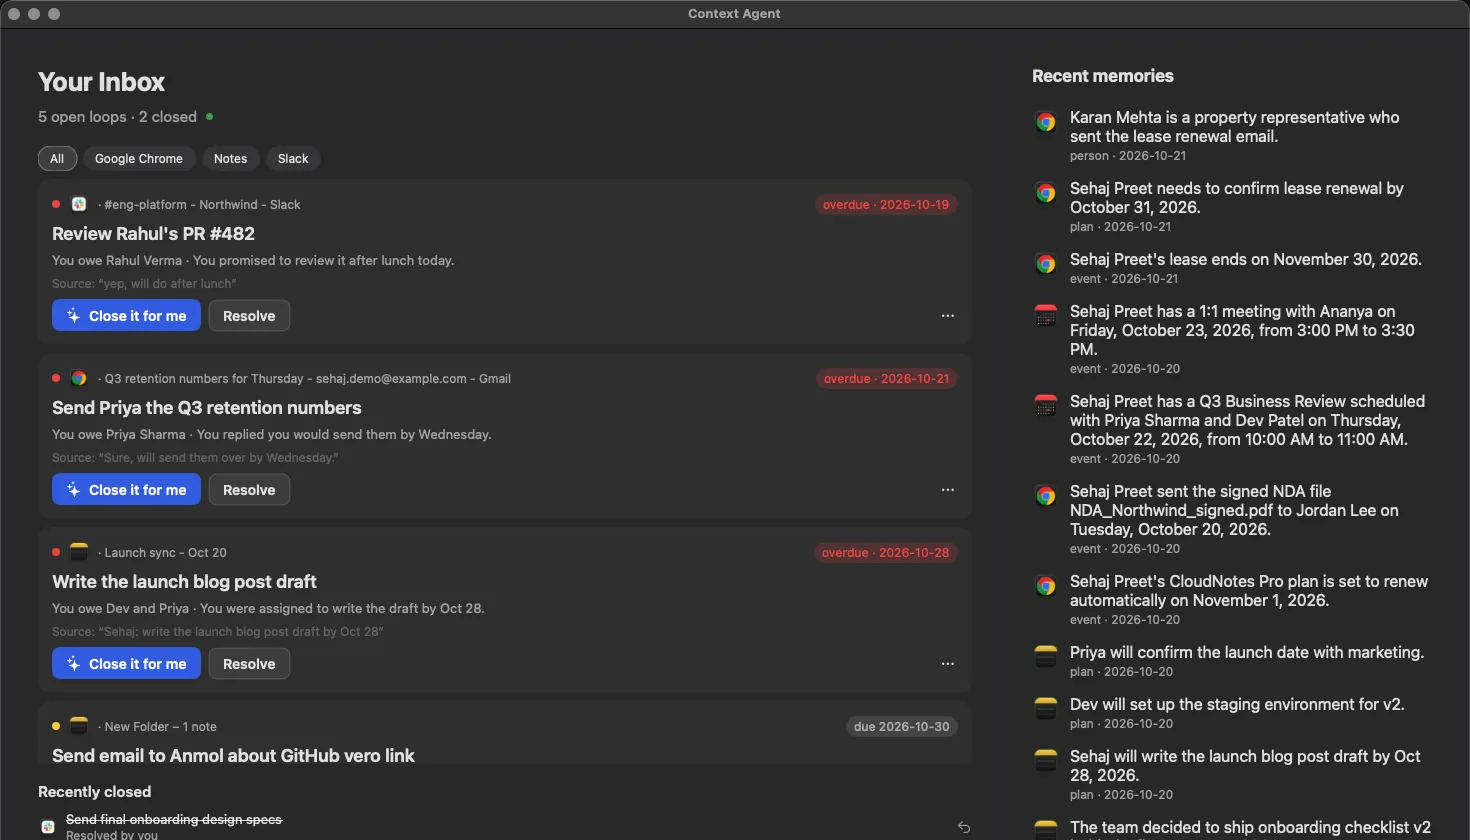 Context Agent
Your Inbox
5 open loops · 2 closed
All
Google Chrome
Notes
Slack
· #eng-platform - Northwind - Slack
overdue · 2026-10-19
Review Rahul's PR #482
You owe Rahul Verma · You promised to review it after lunch today.
Source: “yep, will do after lunch”
Close it for me
Resolve
...
· Q3 retention numbers for Thursday - sehaj.demo@example.com - Gmail
overdue · 2026-10-21
Send Priya the Q3 retention numbers
You owe Priya Sharma · You replied you would send them by Wednesday.
Source: “Sure, will send them over by Wednesday.”
Close it for me
Resolve
...
· Launch sync - Oct 20
overdue · 2026-10-28
Write the launch blog post draft
You owe Dev and Priya · You were assigned to write the draft by Oct 28.
Source: “Sehaj: write the launch blog post draft by Oct 28”
Close it for me
Resolve
...
· New Folder – 1 note
due 2026-10-30
Send email to Anmol about GitHub vero link
Recently closed
Send final onboarding design specs
Resolved by you
Recent memories
Karan Mehta is a property representative who
sent the lease renewal email.
person · 2026-10-21
Sehaj Preet needs to confirm lease renewal by
October 31, 2026.
plan · 2026-10-21
Sehaj Preet's lease ends on November 30, 2026.
event · 2026-10-21
Sehaj Preet has a 1:1 meeting with Ananya on
Friday, October 23, 2026, from 3:00 PM to 3:30
PM.
event · 2026-10-20
Sehaj Preet has a Q3 Business Review scheduled
with Priya Sharma and Dev Patel on Thursday,
October 22, 2026, from 10:00 AM to 11:00 AM.
event · 2026-10-20
Sehaj Preet sent the signed NDA file
NDA_Northwind_signed.pdf to Jordan Lee on
Tuesday, October 20, 2026.
event · 2026-10-20
Sehaj Preet's CloudNotes Pro plan is set to renew
automatically on November 1, 2026.
event · 2026-10-20
Priya will confirm the launch date with marketing.
plan · 2026-10-20
Dev will set up the staging environment for v2.
plan · 2026-10-20
Sehaj will write the launch blog post draft by Oct
28, 2026.
plan · 2026-10-20
The team decided to ship onboarding checklist v2